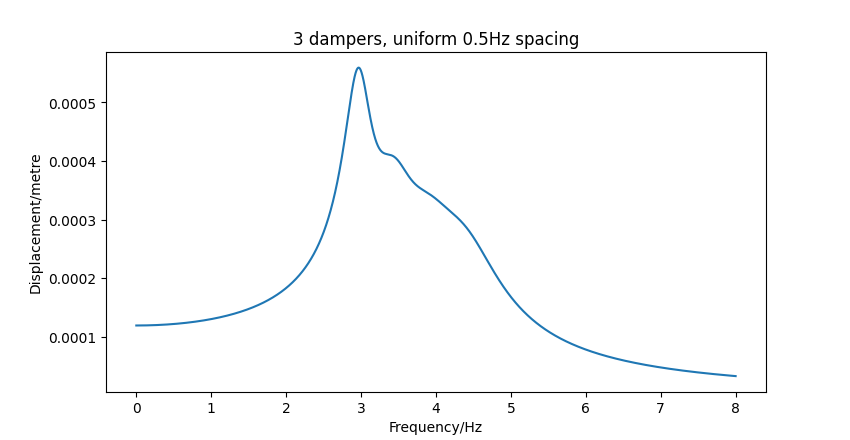 3 dampers, uniform 0.5Hz spacing
Displacement/metre
0.0005
0.0004
0.0003
0.0002
0.0001
0 1 2 3 4 5 6 7 8
Frequency/Hz